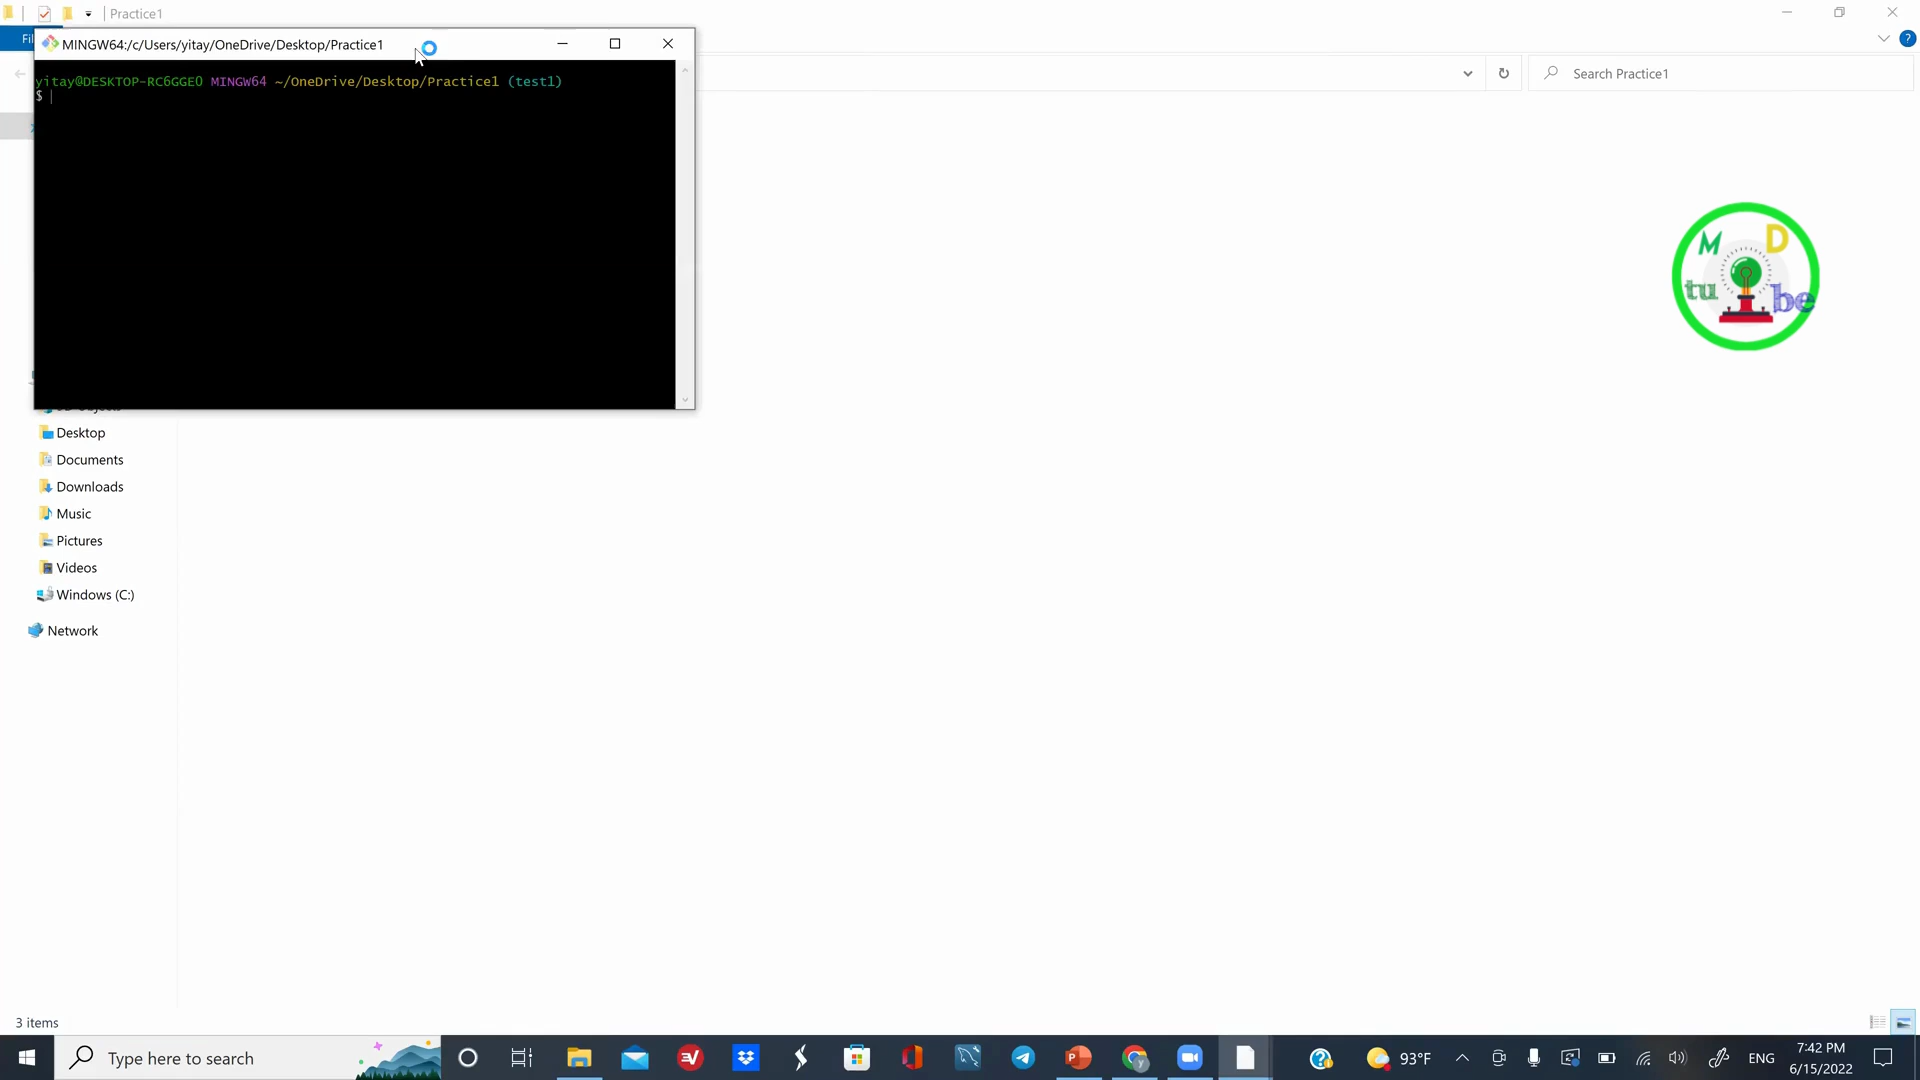 Practice1
MINGW64:/c/Users/yitay/OneDrive/Desktop/Practice1
yitay@DESKTOP-RC6GGE0 MINGW64 ~/OneDrive/Desktop/Practice1 (test1)
$
Search Practice1
M D
tu be
Desktop
Documents
Downloads
Music
Pictures
Videos
Windows (C:)
Network
3 items
Type here to search
93°F
ENG
7:42 PM
6/15/2022